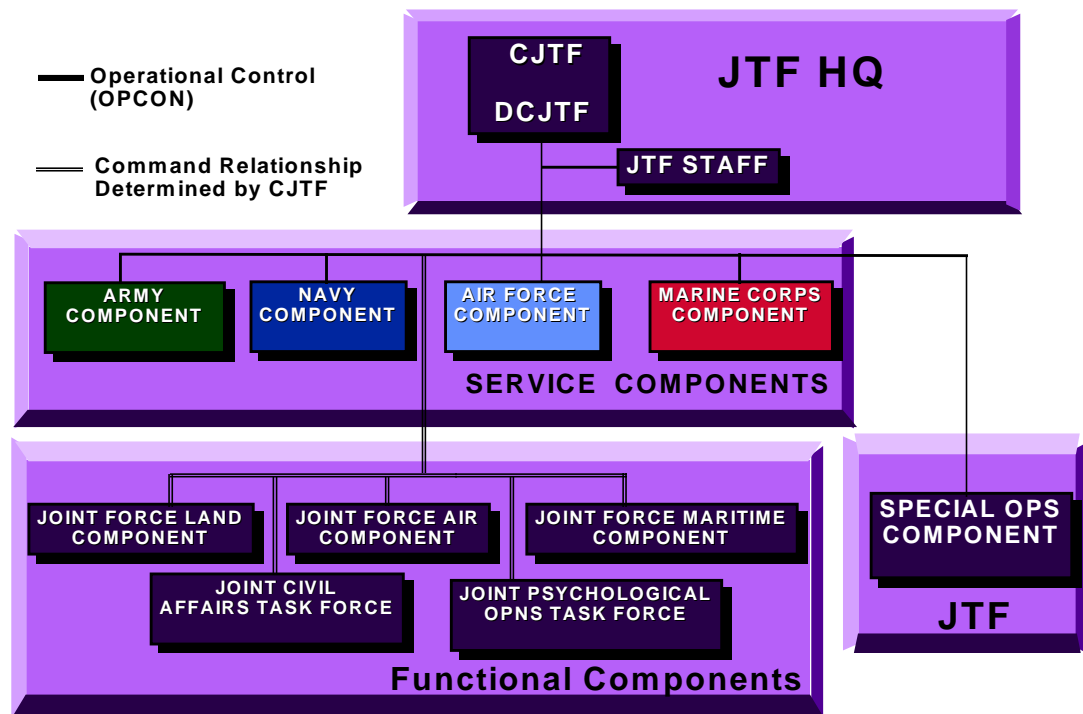 Operational Control
(OPCON)
Command Relationship
Determined by CJTF
CJTF
DCJTF
JTF HQ
JTF STAFF
ARMY
COMPONENT
NAVY
COMPONENT
AIR FORCE
COMPONENT
MARINE CORPS
COMPONENT
SERVICE COMPONENTS
JOINT FORCE LAND
COMPONENT
JOINT FORCE AIR
COMPONENT
JOINT FORCE MARITIME
COMPONENT
JOINT CIVIL
AFFAIRS TASK FORCE
JOINT PSYCHOLOGICAL
OPNS TASK FORCE
Functional Components
SPECIAL OPS
COMPONENT
JTF